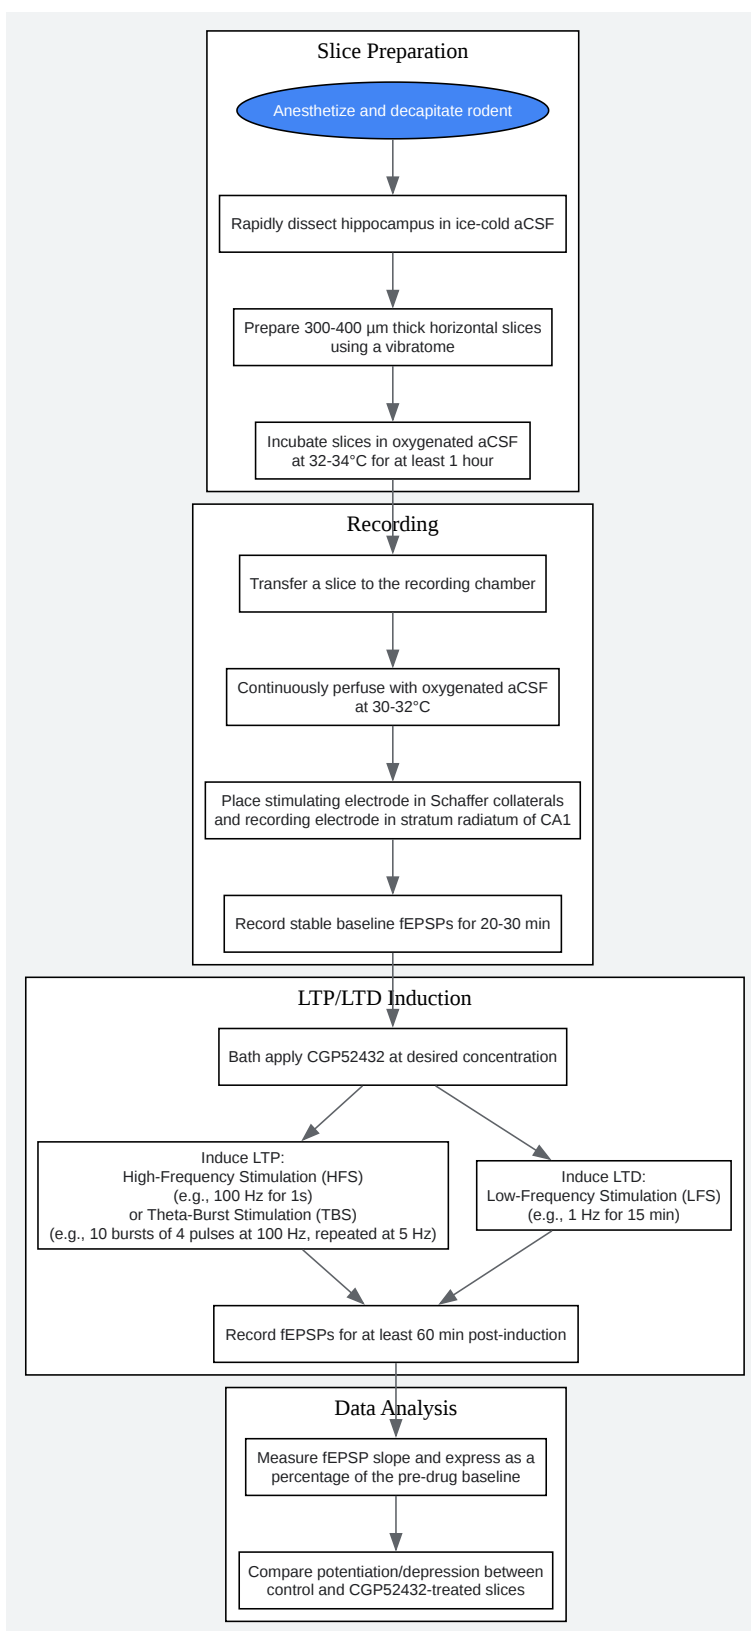 Slice Preparation
Anesthetize and decapitate rodent
Rapidly dissect hippocampus in ice-cold aCSF
Prepare 300-400 µm thick horizontal slices
using a vibratome
Incubate slices in oxygenated aCSF
at 32-34°C for at least 1 hour
Recording
Transfer a slice to the recording chamber
Continuously perfuse with oxygenated aCSF
at 30-32°C
Place stimulating electrode in Schaffer collaterals
and recording electrode in stratum radiatum of CA1
Record stable baseline fEPSPs for 20-30 min
LTP/LTD Induction
Bath apply CGP52432 at desired concentration
Induce LTP:
High-Frequency Stimulation (HFS)
(e.g., 100 Hz for 1s)
or Theta-Burst Stimulation (TBS)
(e.g., 10 bursts of 4 pulses at 100 Hz, repeated at 5 Hz)
Induce LTD:
Low-Frequency Stimulation (LFS)
(e.g., 1 Hz for 15 min)
Record fEPSPs for at least 60 min post-induction
Data Analysis
Measure fEPSP slope and express as a
percentage of the pre-drug baseline
Compare potentiation/depression between
control and CGP52432-treated slices